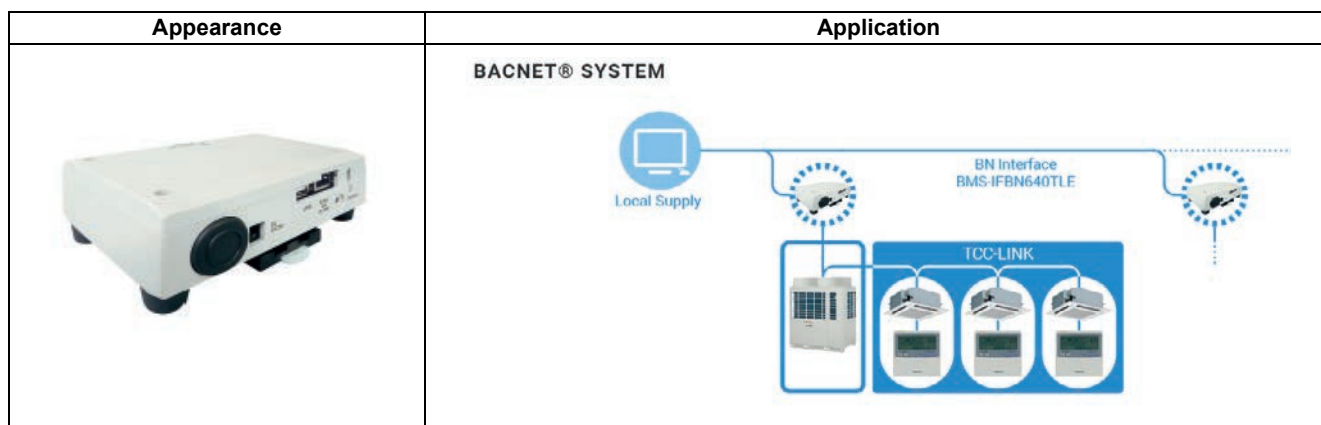 Appearance
Application
BACNET® SYSTEM
Local Supply
BN Interface
BMS-IFBN640TLE
TCC-LINK